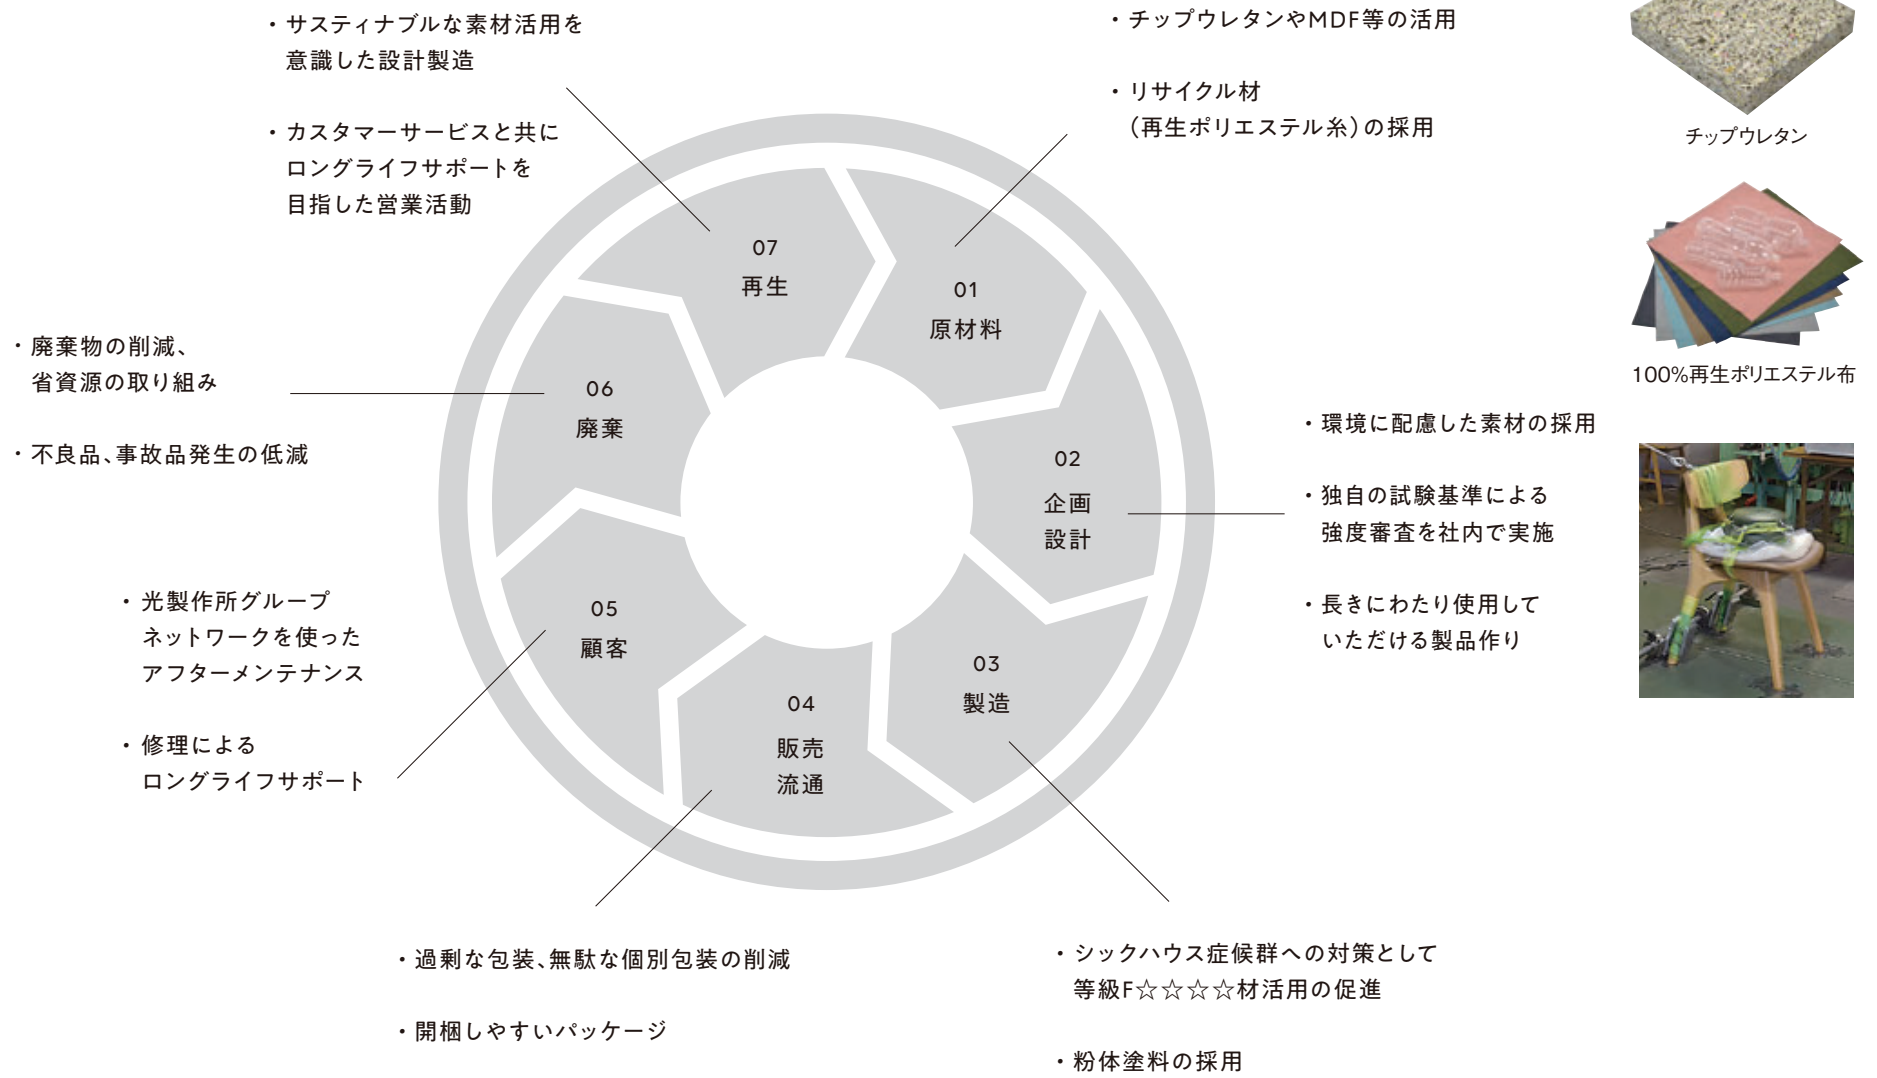 ・サスティナブルな素材活用を
意識した設計製造
・カスタマーサービスと共に
ロングライフサポートを
目指した営業活動
・チップウレタンやMDF等の活用
・リサイクル材
（再生ポリエステル糸）の採用
チップウレタン
100%再生ポリエステル布
07
再生
01
原材料
・廃棄物の削減、
省資源の取り組み
・不良品、事故品発生の低減
06
廃棄
02
企画
設計
・環境に配慮した素材の採用
・独自の試験基準による
強度審査を社内で実施
・長きにわたり使用して
いただける製品作り
・光製作所グループ
ネットワークを使った
アフターメンテナンス
・修理による
ロングライフサポート
05
顧客
03
製造
04
販売
流通
・過剰な包装、無駄な個別包装の削減
・開梱しやすいパッケージ
・シックハウス症候群への対策として
等級F☆☆☆☆材活用の促進
・粉体塗料の採用